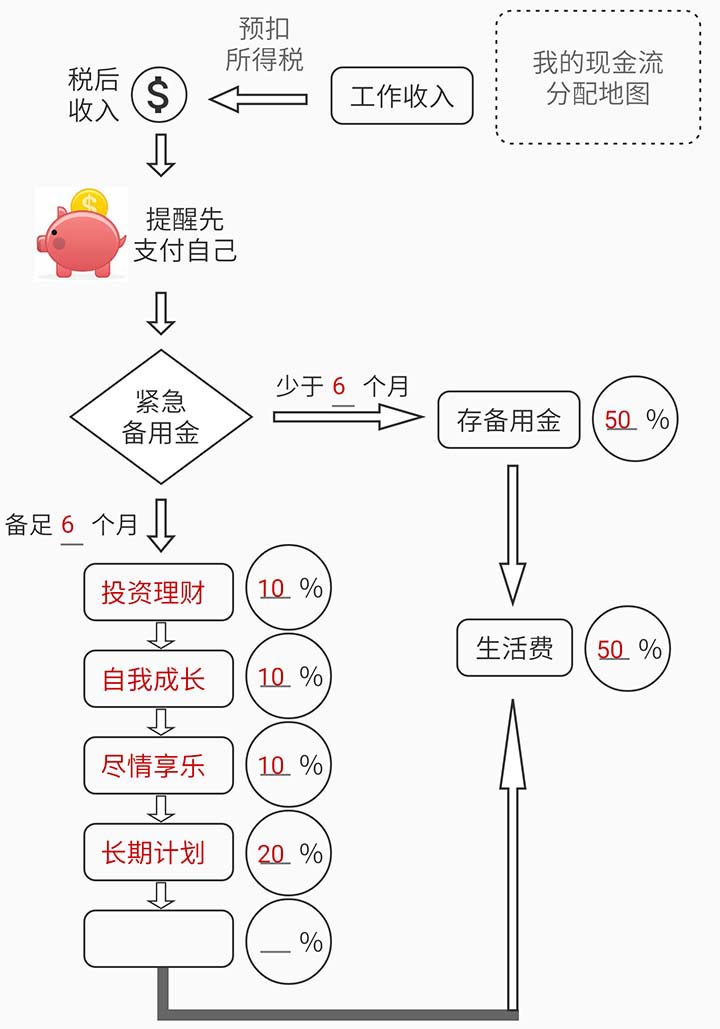 预扣
所得税
税后
收入
$
工作收入
我的现金流
分配地图
$
提醒先
支付自己
紧急
备用金
少于 6 个月
存备用金
50 %
备足 6 个月
投资理财
10 %
自我成长
10 %
尽情享乐
10 %
长期计划
20 %
__ %
生活费
50 %